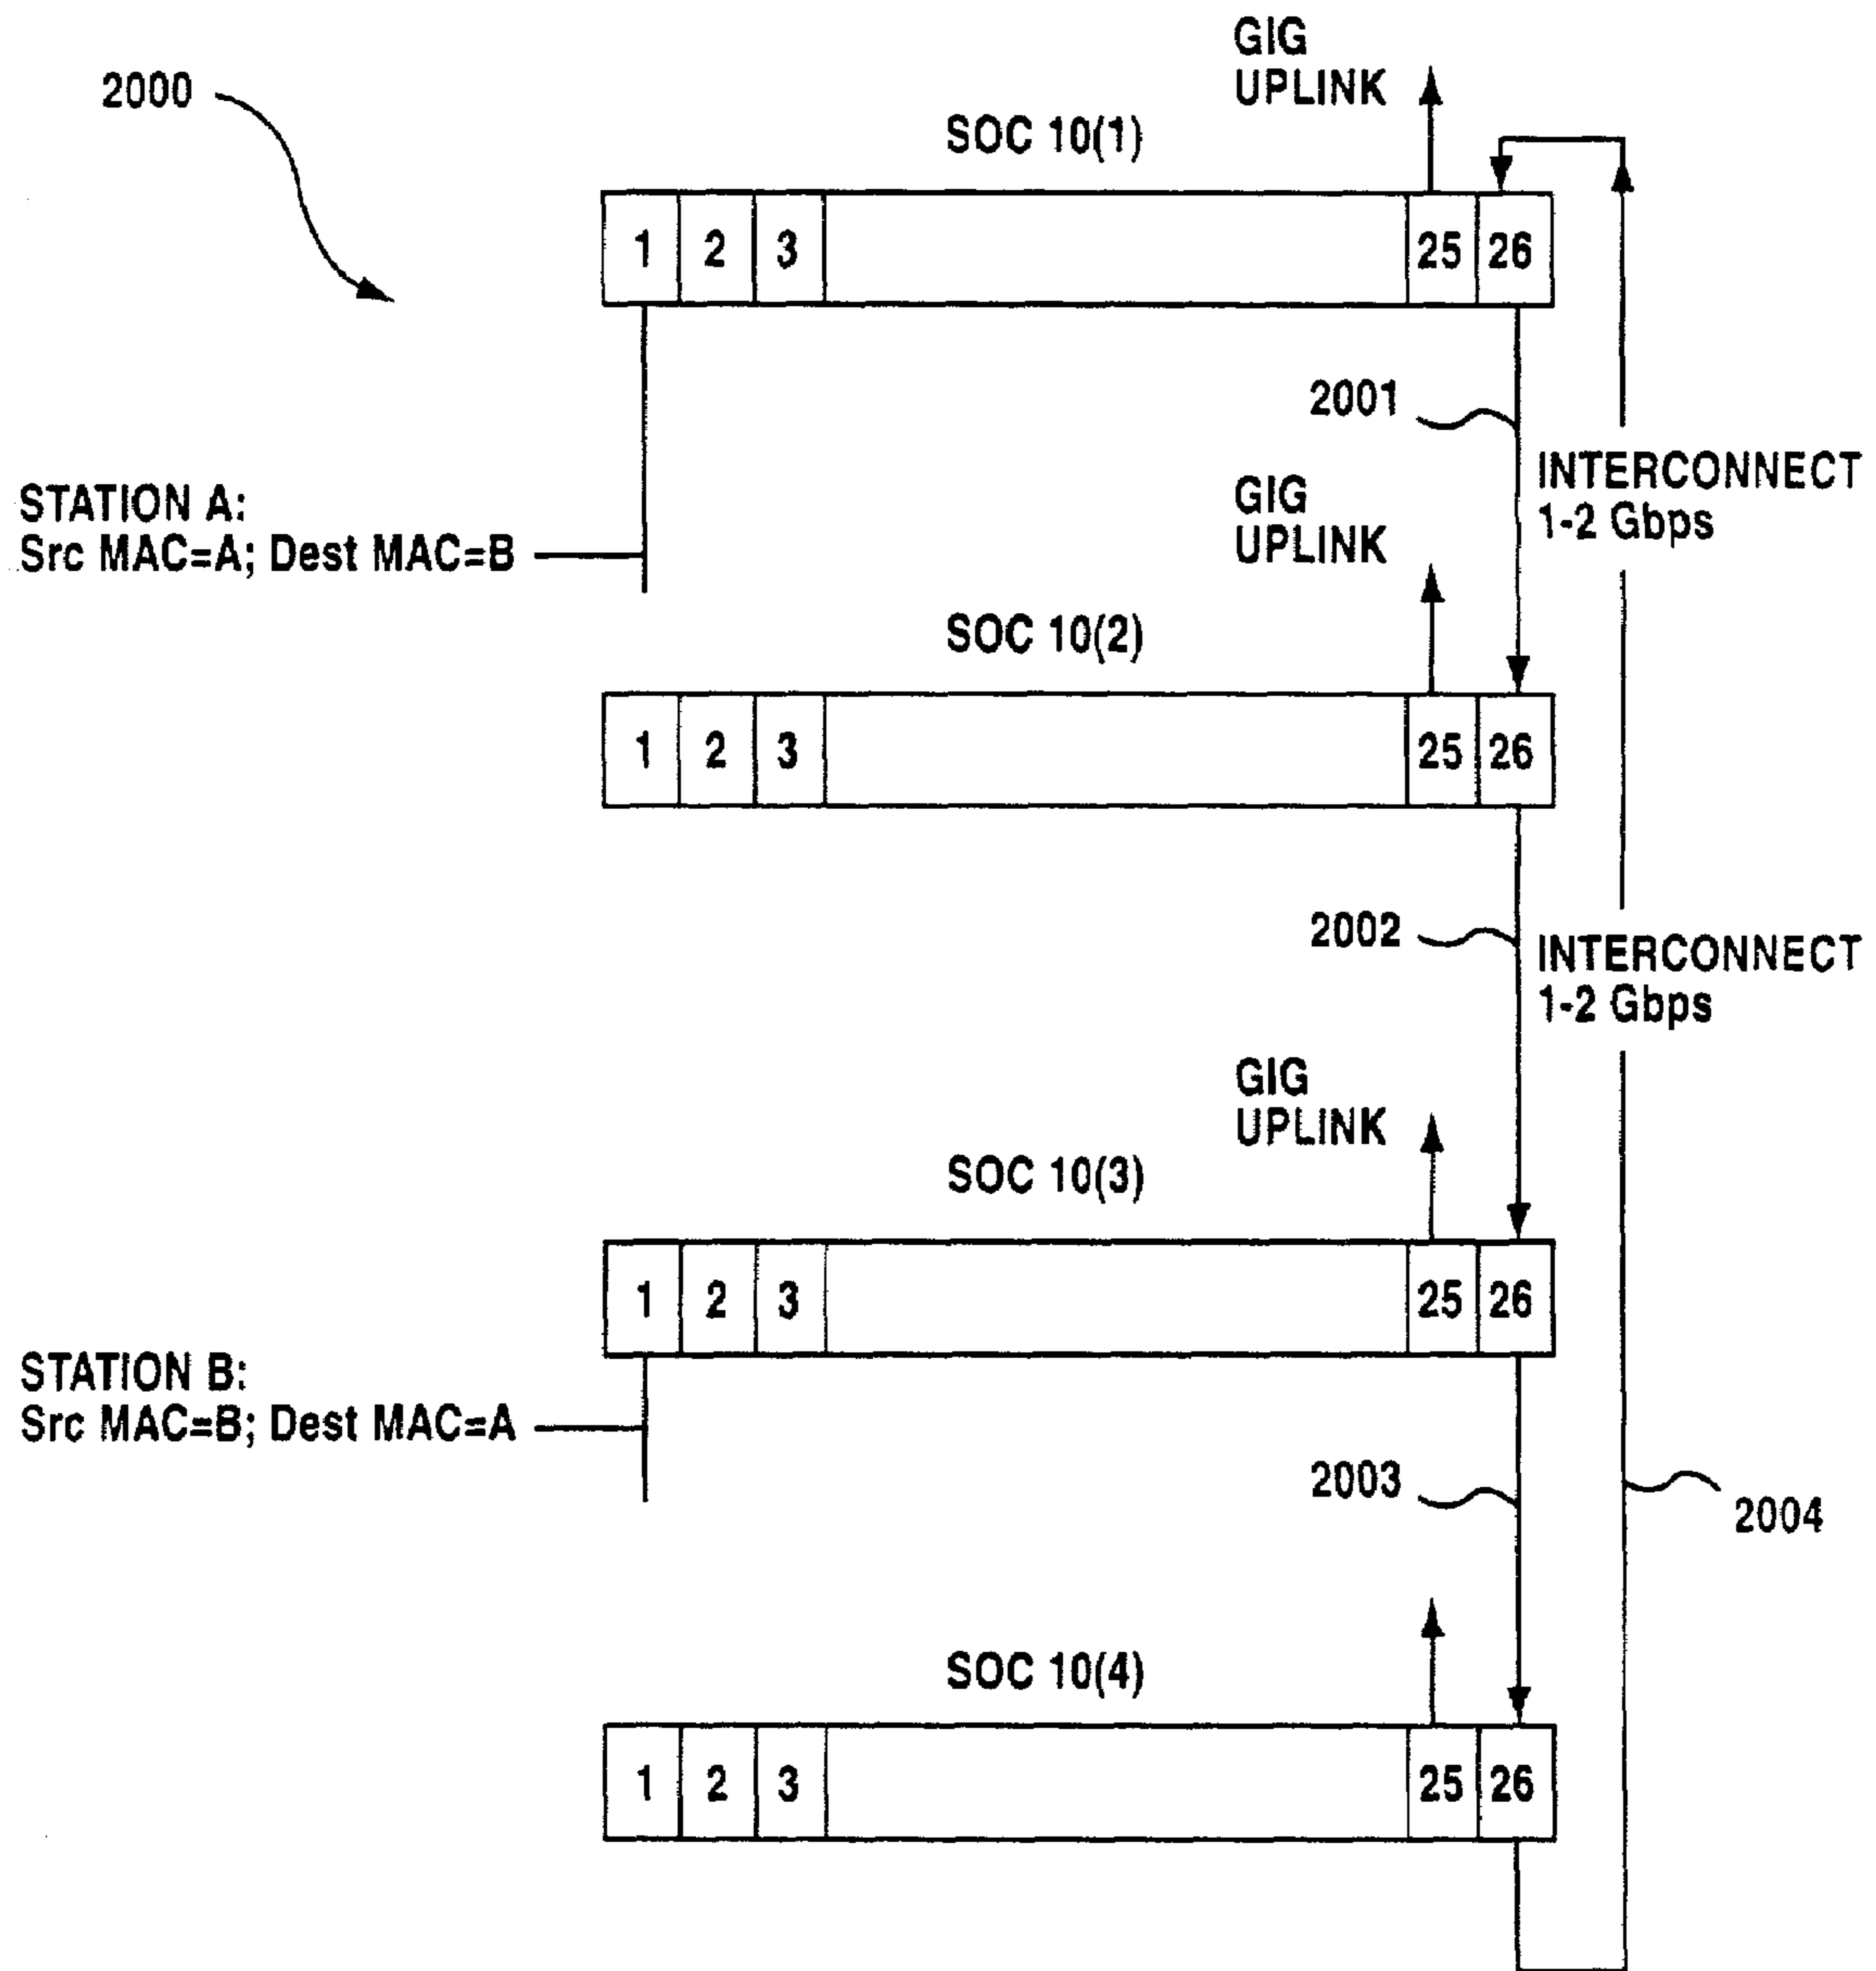 GIG
UPLINK
2000
SOC 10(1)
1 2 3 25 26
2001
INTERCONNECT
1-2 Gbps
STATION A:
Src MAC=A; Dest MAC=B
GIG
UPLINK
SOC 10(2)
1 2 3 25 26
2002
INTERCONNECT
1-2 Gbps
GIG
UPLINK
SOC 10(3)
1 2 3 25 26
STATION B:
Src MAC=B; Dest MAC=A
2003
2004
SOC 10(4)
1 2 3 25 26